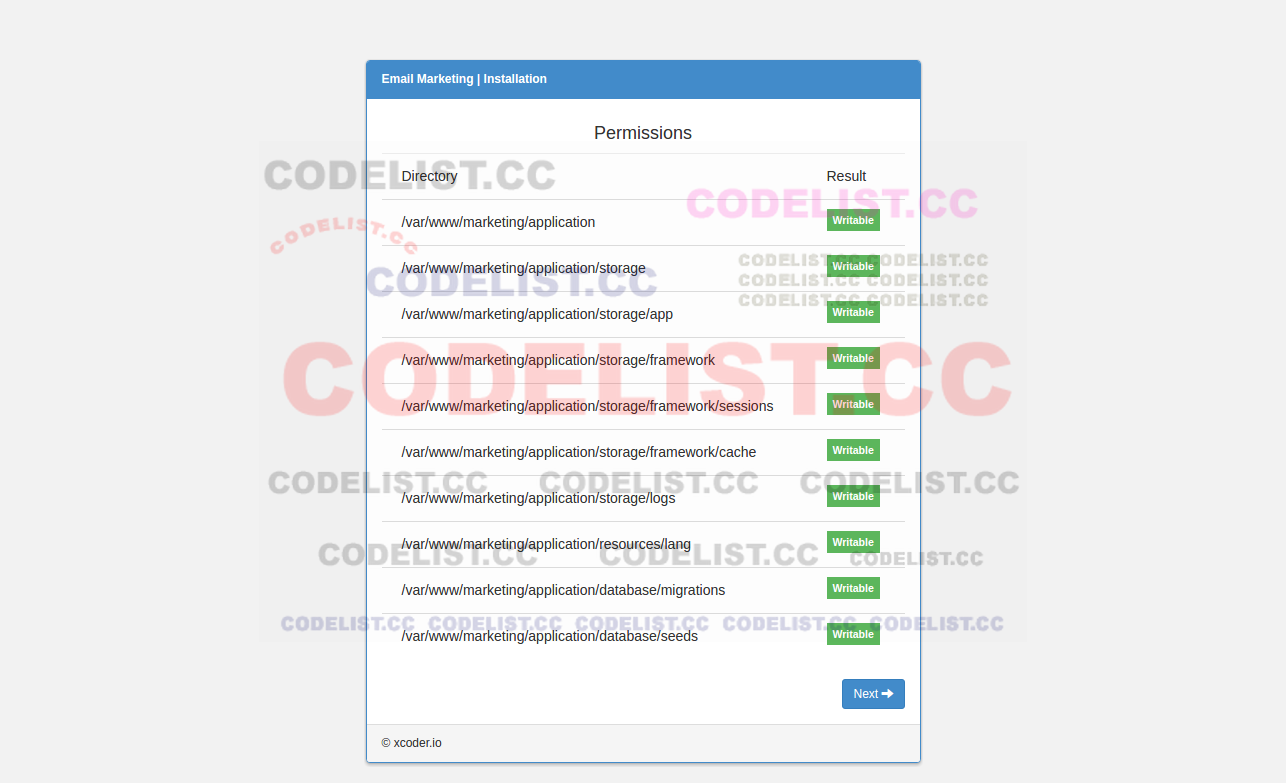 Email Marketing | Installation
Permissions
CODELIST.CC
Directory Result
CODELIST.CC
/var/www/marketing/application Writable
CODELIST.CC
CODELIST.CC CODELIST.CC
/var/www/marketing/application/storage Writable
CODELIST.CC
CODELIST.CC CODELIST.CC
CODELIST.CC CODELIST.CC
/var/www/marketing/application/storage/app Writable
/var/www/marketing/application/storage/framework Writable
CODELIST.CC
/var/www/marketing/application/storage/framework/sessions Writable
/var/www/marketing/application/storage/framework/cache Writable
CODELIST.CC CODELIST.CC CODELIST.CC
/var/www/marketing/application/storage/logs Writable
/var/www/marketing/application/resources/lang Writable
CODELIST.CC CODELIST.CC CODELIST.CC
/var/www/marketing/application/database/migrations Writable
CODELIST.CC CODELIST.CC CODELIST.CC CODELIST.CC CODELIST.CC
/var/www/marketing/application/database/seeds Writable
Next
© xcoder.io